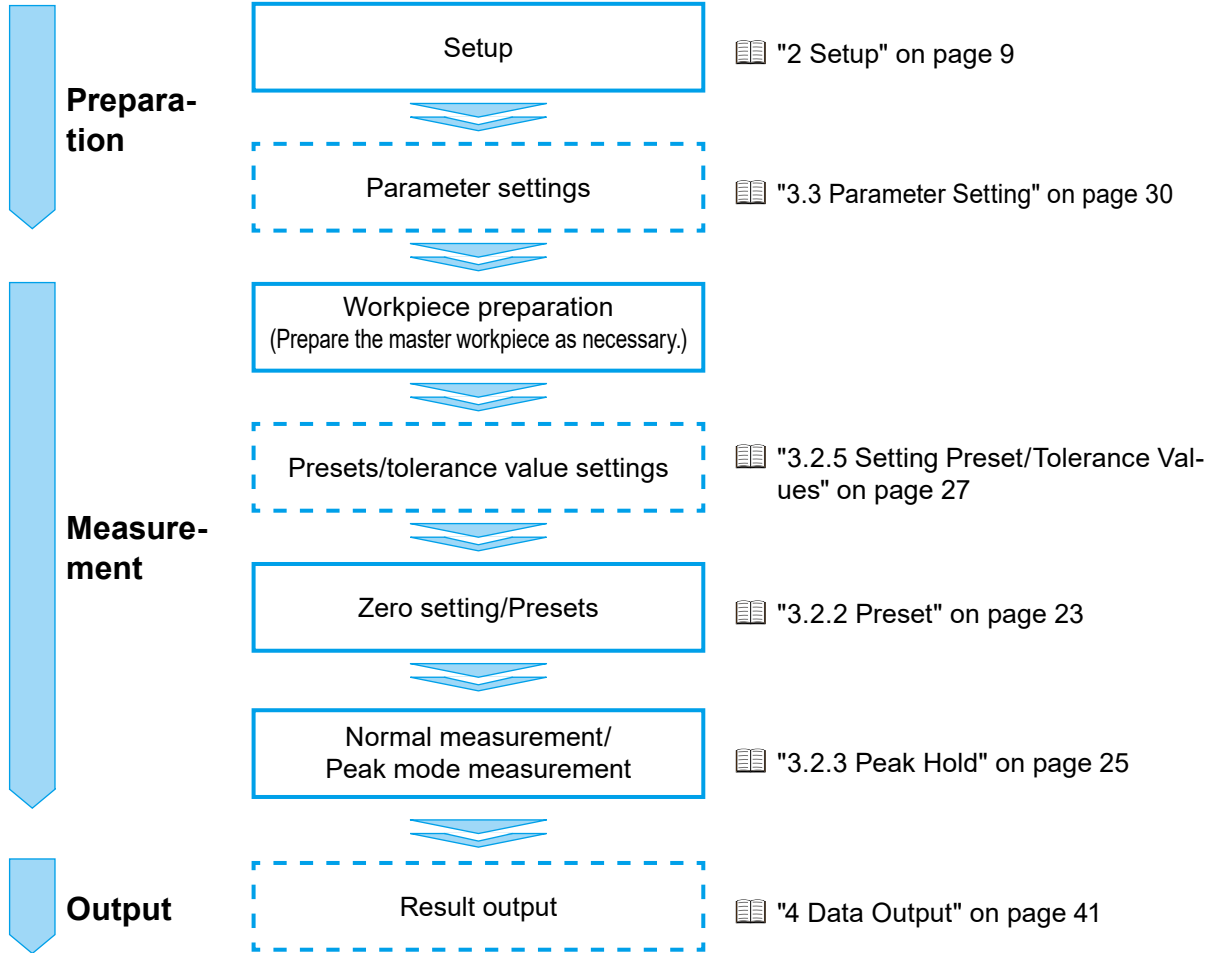 Prepara-
tion
Setup
"2 Setup" on page 9
Parameter settings
"3.3 Parameter Setting" on page 30
Measure-
ment
Workpiece preparation
(Prepare the master workpiece as necessary.)
Presets/tolerance value settings
"3.2.5 Setting Preset/Tolerance Val-
ues" on page 27
Zero setting/Presets
"3.2.2 Preset" on page 23
Normal measurement/
Peak mode measurement
"3.2.3 Peak Hold" on page 25
Output
Result output
"4 Data Output" on page 41